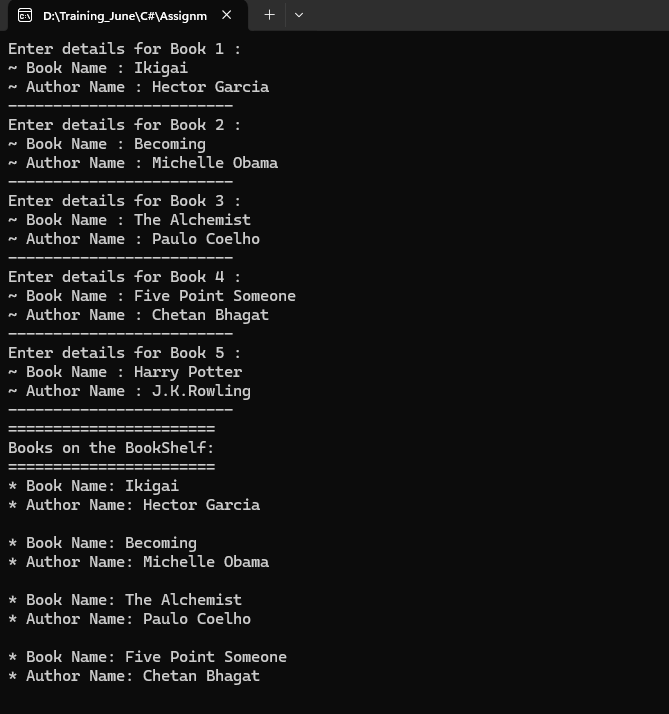 D:\Training_June\C#\Assignm
Enter details for Book 1 :
~ Book Name : Ikigai
~ Author Name : Hector Garcia
-------------------------
Enter details for Book 2 :
~ Book Name : Becoming
~ Author Name : Michelle Obama
-------------------------
Enter details for Book 3 :
~ Book Name : The Alchemist
~ Author Name : Paulo Coelho
-------------------------
Enter details for Book 4 :
~ Book Name : Five Point Someone
~ Author Name : Chetan Bhagat
-------------------------
Enter details for Book 5 :
~ Book Name : Harry Potter
~ Author Name : J.K.Rowling
-------------------------
=======================
Books on the BookShelf:
=======================
* Book Name: Ikigai
* Author Name: Hector Garcia

* Book Name: Becoming
* Author Name: Michelle Obama

* Book Name: The Alchemist
* Author Name: Paulo Coelho

* Book Name: Five Point Someone
* Author Name: Chetan Bhagat